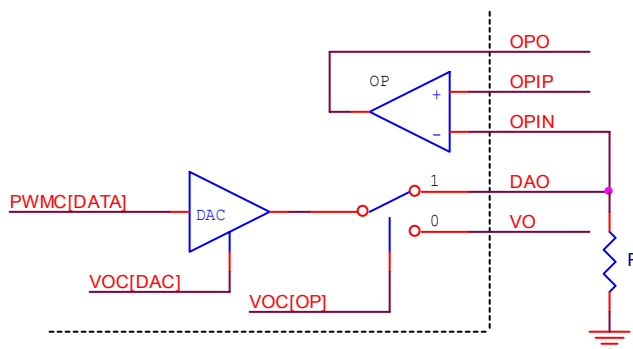 OPO
OP
OPIP
+
-
OPIN
1
DAO
PWMC[DATA]
DAC
0
VO
R
VOC[DAC]
VOC[OP]